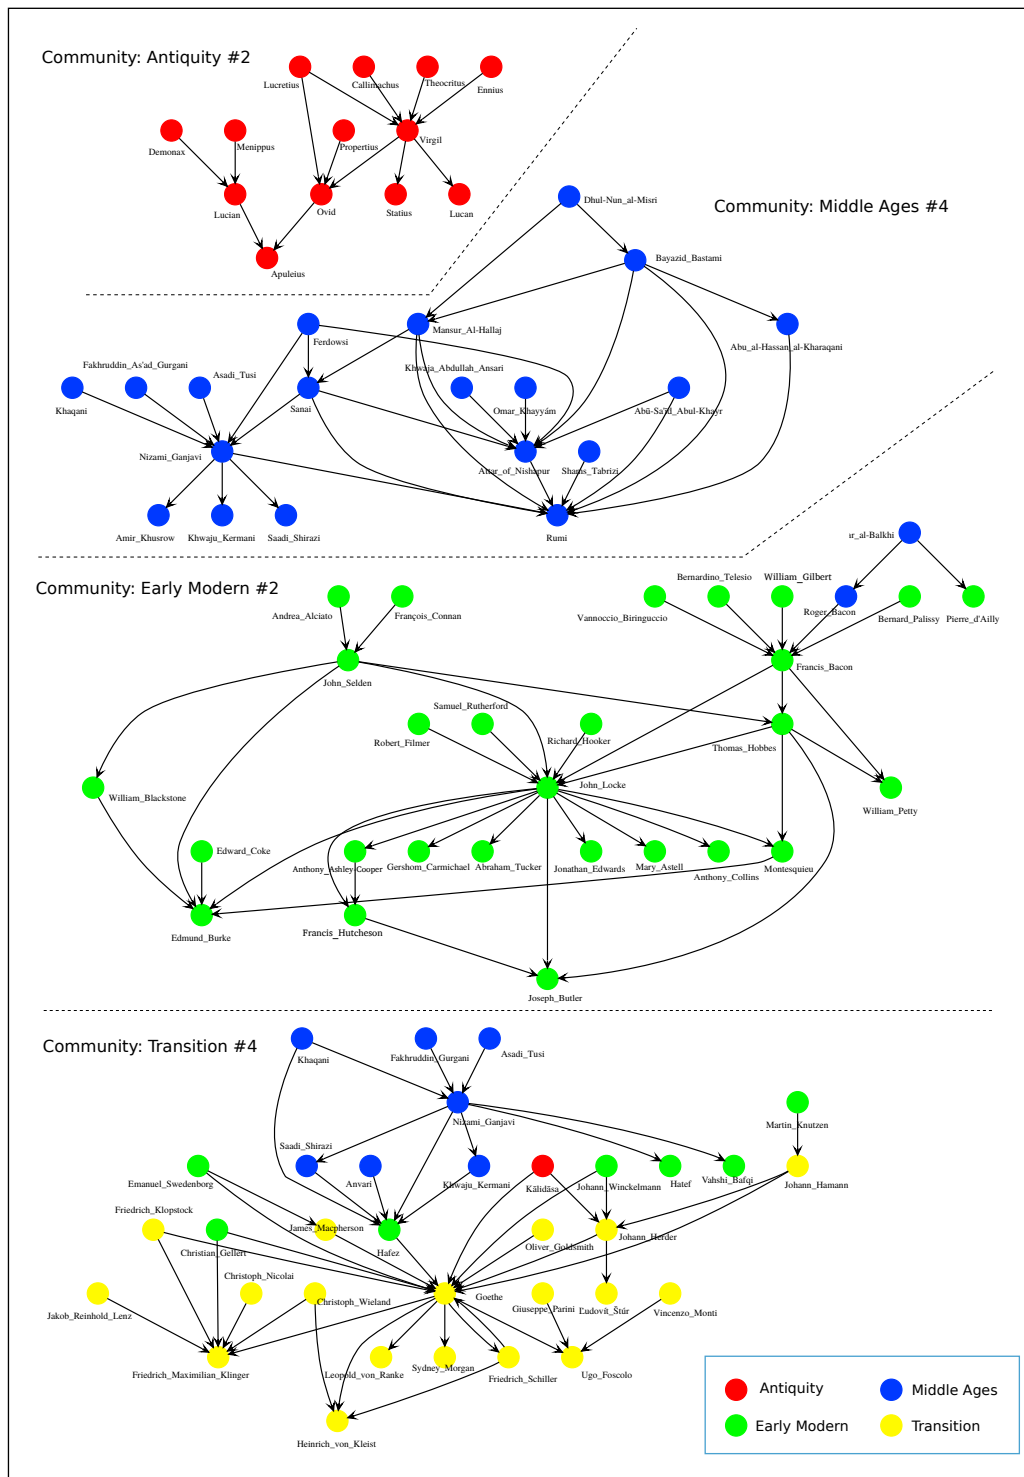 Community: Antiquity #2
Lucretius
Callimachus
Theocritus
Ennius
Demonax
Menippus
Propertius
Virgil
Lucian
Ovid
Statius
Lucan
Apuleius
Community: Middle Ages #4
Dhul-Nun_al-Misri
Bayazid_Bastami
Ferdowsi
Mansur_Al-Hallaj
Abu_al-Hassan_al-Kharaqani
Fakhruddin_As'ad_Gurgani
Asadi_Tusi
Khwaja_Abdullah_Ansari
Khaqani
Sanai
Omar_Khayyám
Abū-Sa'īd_Abul-Khayr
Nizami_Ganjavi
Attar_of_Nishapur
Shams_Tabrizi
Amir_Khusrow
Khwaju_Kermani
Saadi_Shirazi
Rumi
Community: Early Modern #2
ar_al-Balkhi
Bernardino_Telesio
William_Gilbert
Andrea_Alciato
François_Connan
Vannoccio_Biringuccio
Roger_Bacon
Bernard_Palissy
Pierre_d'Ailly
John_Selden
Francis_Bacon
Samuel_Rutherford
Robert_Filmer
Richard_Hooker
Thomas_Hobbes
William_Blackstone
John_Locke
William_Petty
Edward_Coke
Anthony_Ashley-Cooper
Gershom_Carmichael
Abraham_Tucker
Jonathan_Edwards
Mary_Astell
Anthony_Collins
Montesquieu
Edmund_Burke
Francis_Hutcheson
Joseph_Butler
Community: Transition #4
Khaqani
Fakhruddin_Gurgani
Asadi_Tusi
Nizami_Ganjavi
Martin_Knutzen
Saadi_Shirazi
Emanuel_Swedenborg
Anvari
Khwaju_Kermani
Kālidāsa
Johann_Winckelmann
Hatef
Vahshi_Bafqi
Johann_Hamann
Friedrich_Klopstock
Christian_Gellert
James_Macpherson
Hafez
Oliver_Goldsmith
Johann_Herder
Christoph_Nicolai
Jakob_Reinhold_Lenz
Christoph_Wieland
Goethe
Giuseppe_Parini
Ľudovít_Štúr
Vincenzo_Monti
Friedrich_Maximilian_Klinger
Leopold_von_Ranke
Sydney_Morgan
Friedrich_Schiller
Ugo_Foscolo
Heinrich_von_Kleist
Antiquity
Middle Ages
Early Modern
Transition